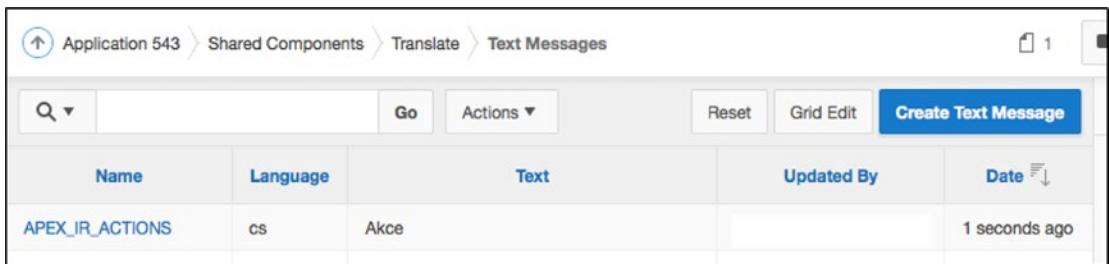 Application 543 Shared Components Translate Text Messages 1
Go Actions Reset Grid Edit Create Text Message
Name Language Text Updated By Date
APEX_IR_ACTIONS cs Akce 1 seconds ago